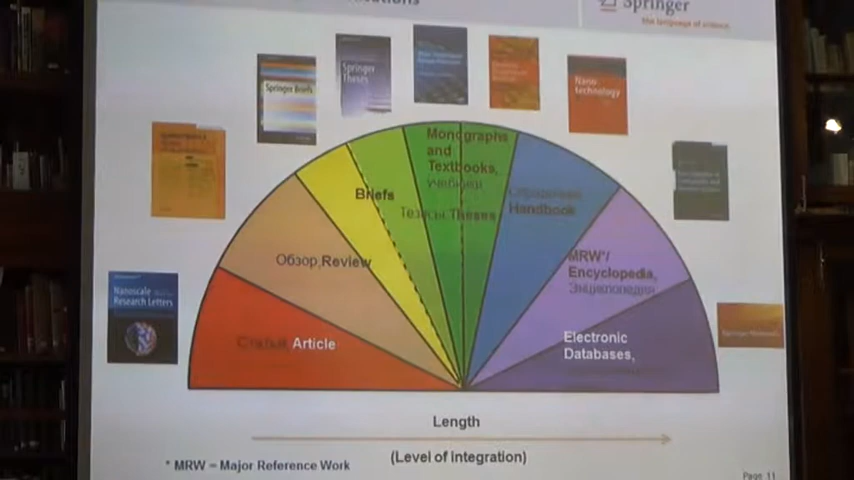 Springer
the language of science
Springer Briefs
Springer
Theses
Nano
technology
Nanoscale
Research Letters
Monographs
and
Textbooks,
учебники
Briefs
Тезисы, Theses
Справочник
Handbook
Обзор, Review
MRW*/
Encyclopedia,
Энциклопедия
Статья, Article
Electronic
Databases,
Length
(Level of integration)
* MRW = Major Reference Work
Page 11